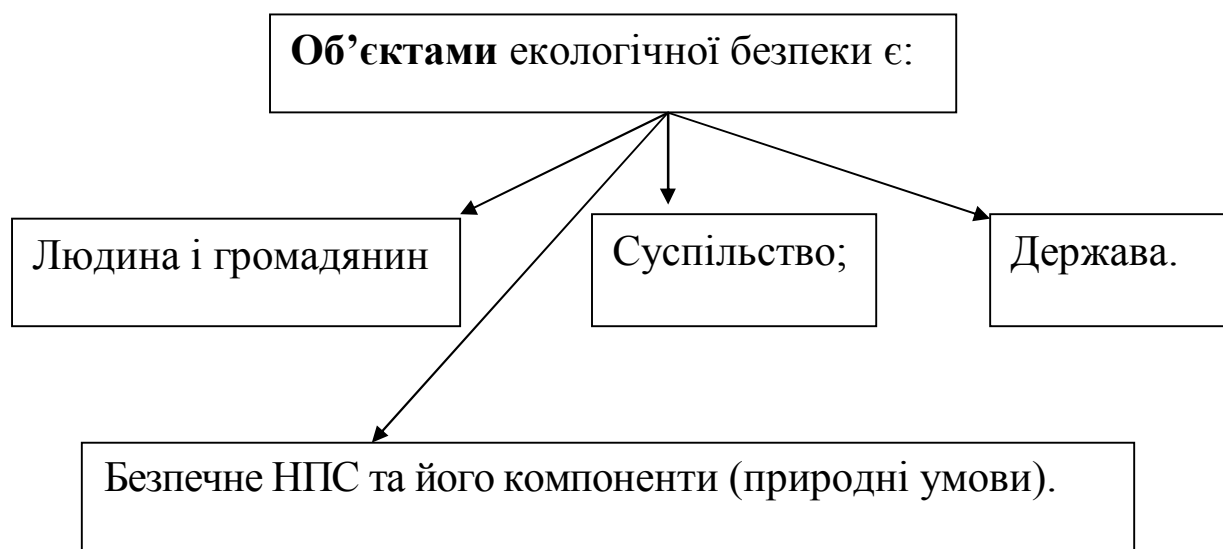 Об’єктами екологічної безпеки є:
Людина і громадянин
Суспільство;
Держава.
Безпечне НПС та його компоненти (природні умови).